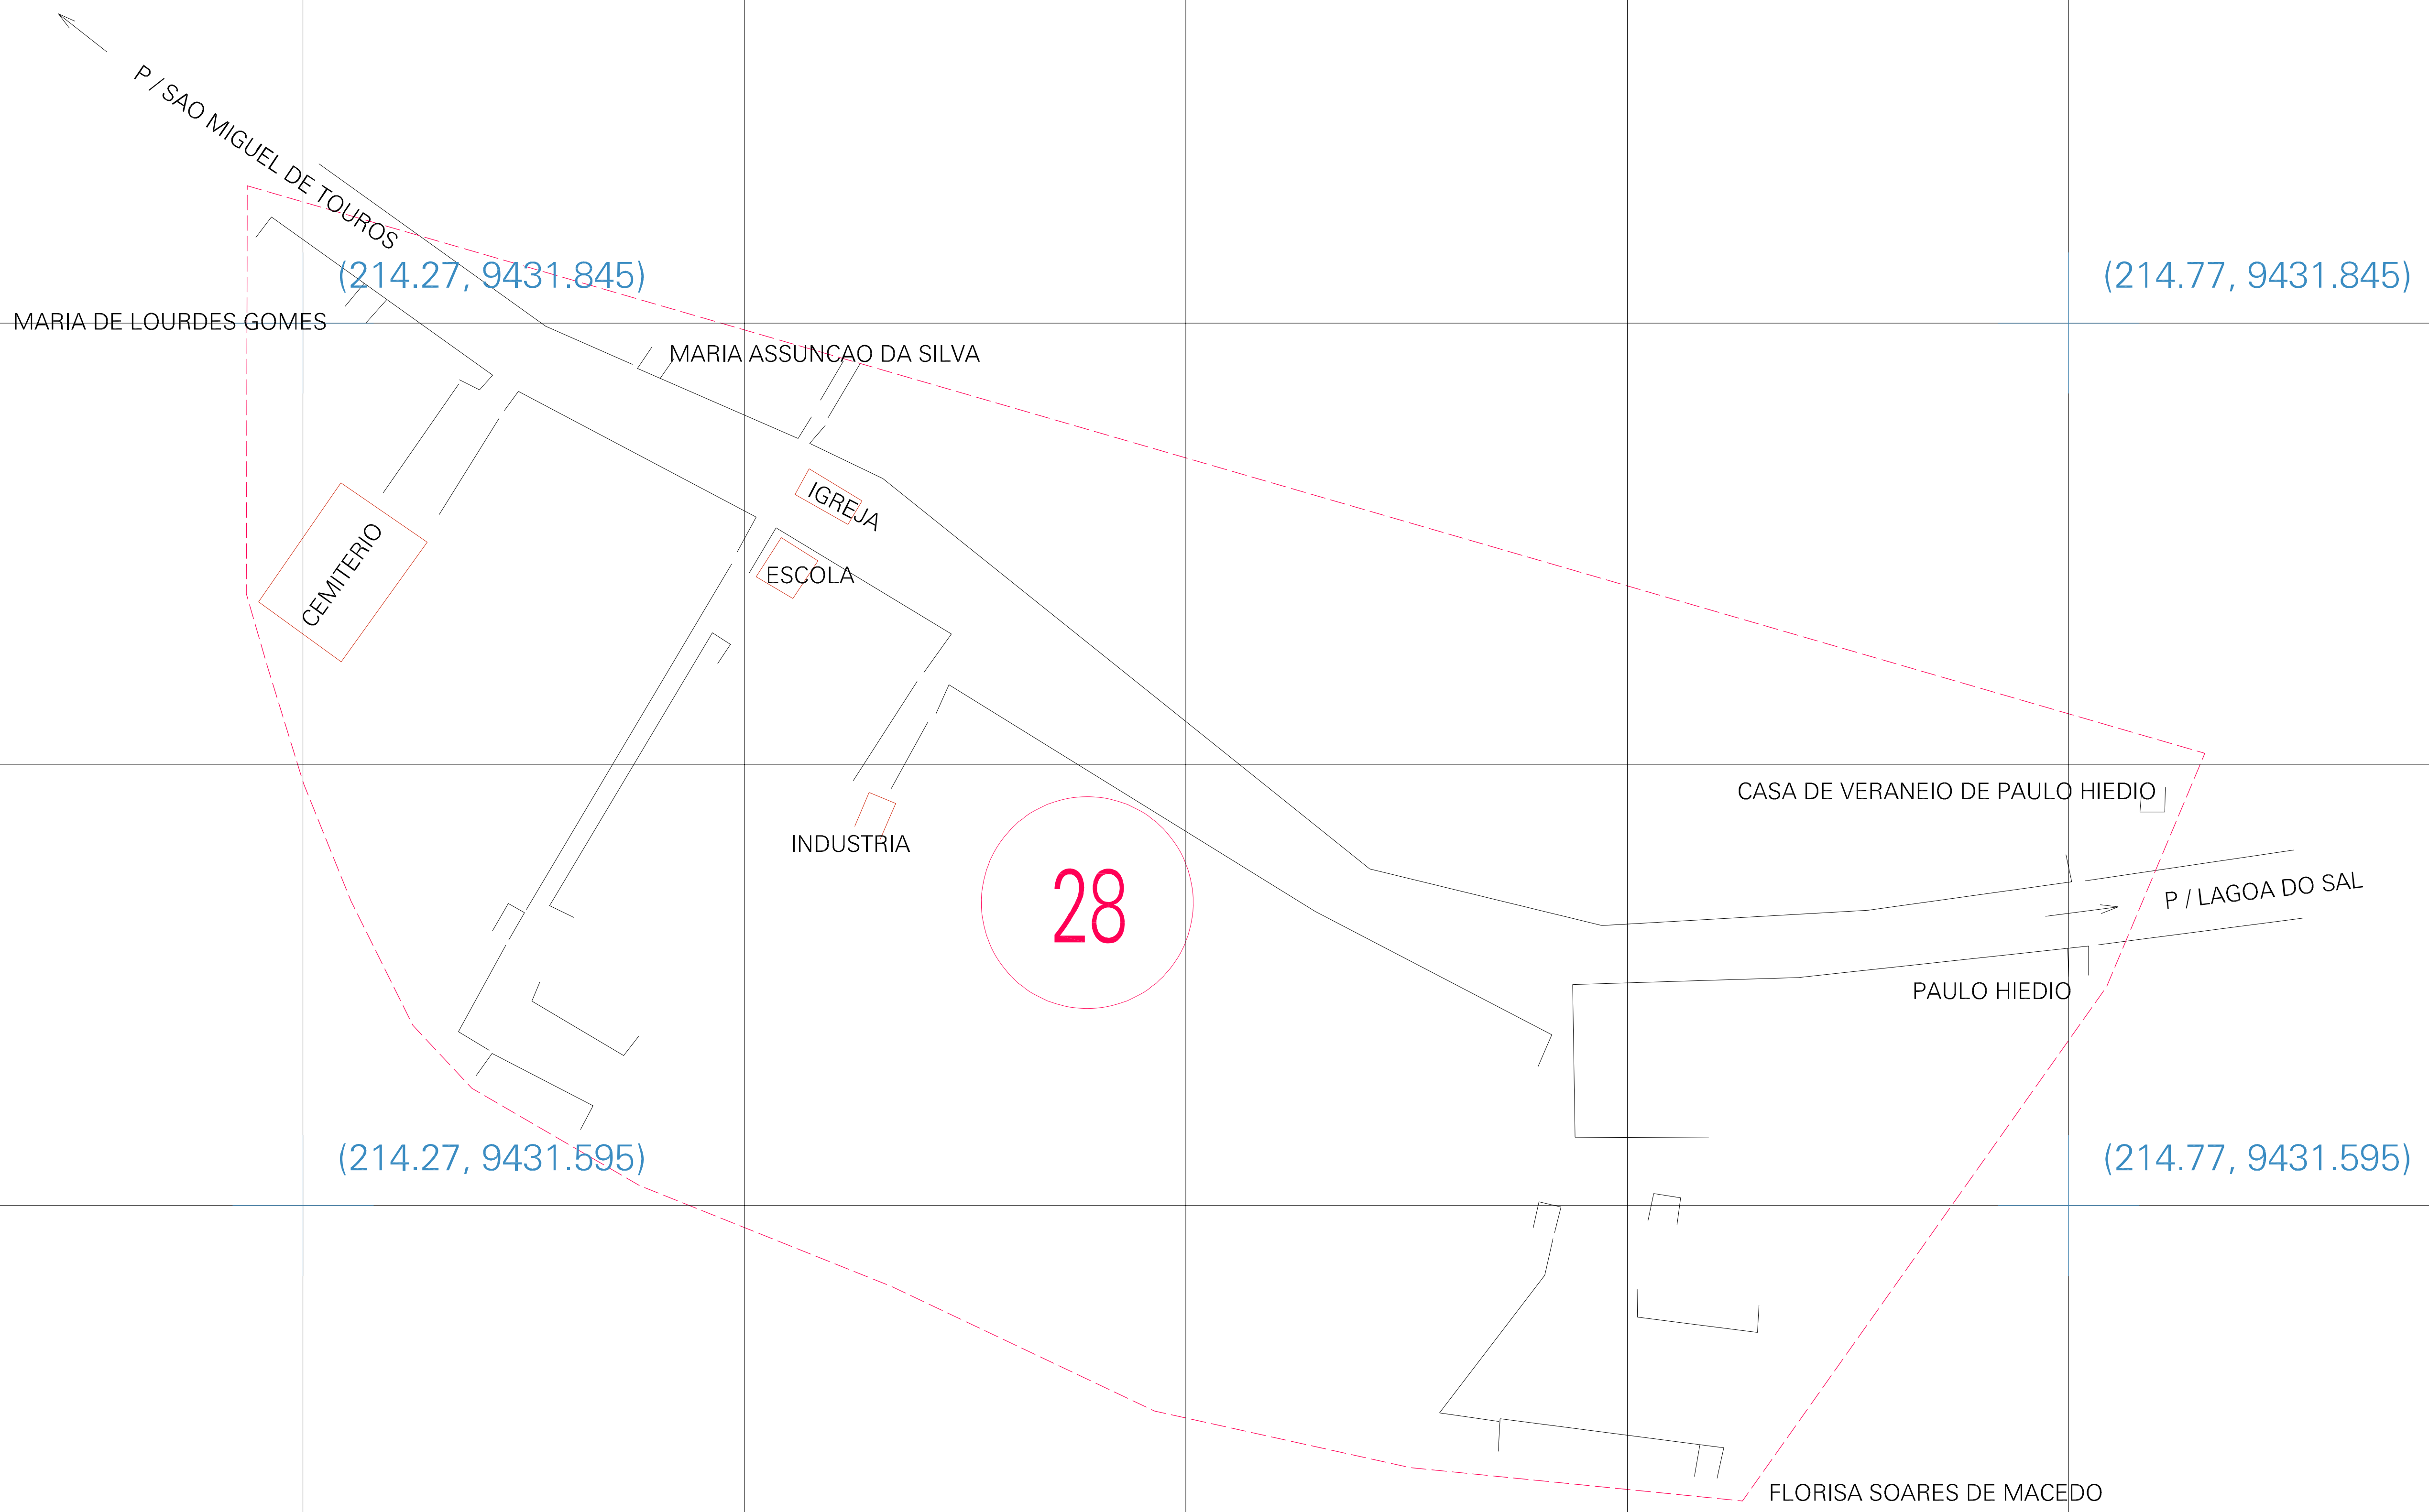 P / SAO MIGUEL DE TOUROS
(214.27, 9431.845)
(214.77, 9431.845)
MARIA DE LOURDES GOMES
MARIA ASSUNCAO DA SILVA
IGREJA
CEMITERIO
ESCOLA
CASA DE VERANEIO DE PAULO HIEDIO
INDUSTRIA
P / LAGOA DO SAL
28
PAULO HIEDIO
(214.27, 9431.595)
(214.77, 9431.595)
FLORISA SOARES DE MACEDO